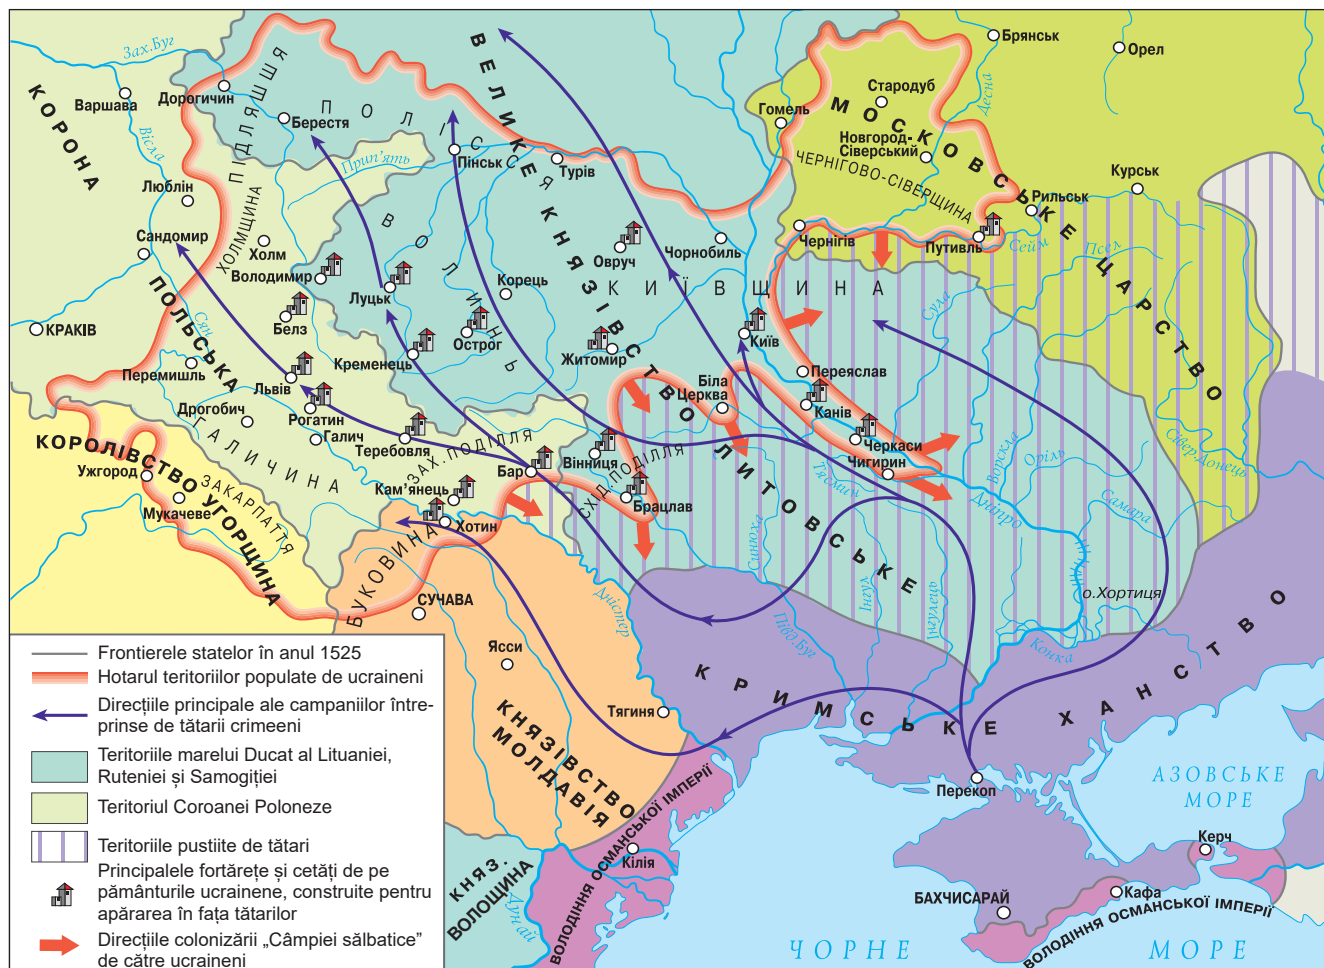 Зах.Буг
Варшава
КОРОНА
Вісла
Дорогичин
ПІДЛЯШШЯ
Берестя
ПОЛІССЯ
Прип'ять
Пінськ
Турів
ВЕЛИКЕ КНЯЗІВСТВО ЛИТОВСЬКЕ
Гомель
Стародуб
Новгород-
Сіверський
Брянськ
Орел
Десна
МОСКОВСЬКЕ ЦАРСТВО
ЧЕРНІГОВО-СІВЕРЩИНА
Рильськ
Курськ
Путивль
Сейм
Псел
Чернігів
Люблін
Сандомир
ХОЛМЩИНА
Холм
Володимир
ВОЛИНЬ
Луцьк
Корець
Овруч
Чорнобиль
КИЇВЩИНА
Сула
КРАКІВ
ПОЛЬСЬКА
Сян
Белз
Кременець
Острог
Житомир
Київ
Переяслав
Перемишль
Львів
Дрогобич
Рогатин
Галич
ГАЛИЧИНА
Теребовля
ЗАХ. ПОДІЛЛЯ
Бар
Вінниця
СХІД. ПОДІЛЛЯ
Брацлав
Біла
Церква
Канів
Черкаси
Чигирин
Тясмин
Ворскла
Оріль
Дніпро
Самара
Сівер.Донець
КОРОЛІВСТВО УГОРЩИНА
Ужгород
Мукачеве
ЗАКАРПАТТЯ
Кам'янець
Хотин
БУКОВИНА
СУЧАВА
Ясси
Дністер
Синюха
Півд.Буг
Інгул
Інгулець
о.Хортиця
Конка
Тягиня
КНЯЗІВСТВО
МОЛДАВІЯ
КРИМСЬКЕ ХАНСТВО
Перекоп
АЗОВСЬКЕ
МОРЕ
Керч
Кафа
БАХЧИСАРАЙ
ВОЛОДІННЯ ОСМАНСЬКОЇ ІМПЕРІЇ
ВОЛОДІННЯ ОСМАНСЬКОЇ ІМПЕРІЇ
Кілія
КНЯЗ.
ВОЛОЩИНА
Дунай
ЧОРНЕ МОРЕ
Frontierele statelor în anul 1525
Hotarul teritoriilor populate de ucraineni
Direcțiile principale ale campaniilor între-
prinse de tătarii crimeeni
Teritoriile marelui Ducat al Lituaniei,
Ruteniei și Samogiției
Teritoriul Coroanei Poloneze
Teritoriile pustiite de tătari
Principalele fortărețe și cetăți de pe
pământurile ucrainene, construite pentru
apărarea în fața tătarilor
Direcțiile colonizării „Câmpiei sălbatice”
de către ucraineni